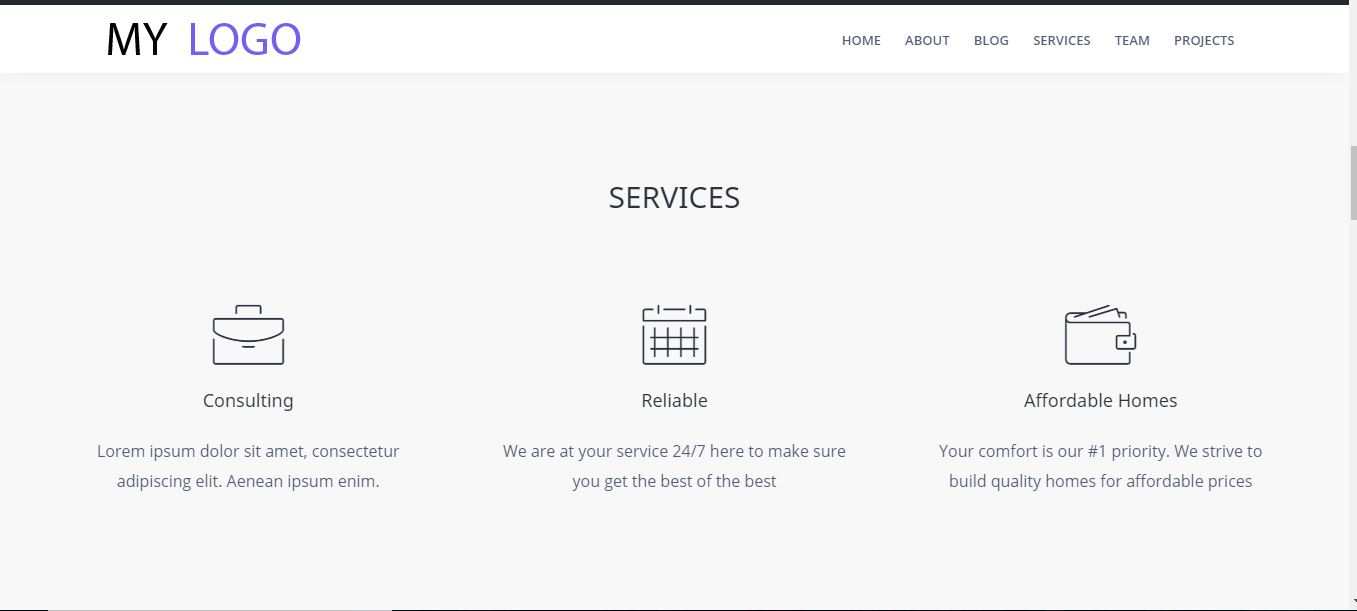 MY LOGO
HOME ABOUT BLOG SERVICES TEAM PROJECTS
SERVICES
Consulting
Lorem ipsum dolor sit amet, consectetur
adipiscing elit. Aenean ipsum enim.
Reliable
We are at your service 24/7 here to make sure
you get the best of the best
Affordable Homes
Your comfort is our #1 priority. We strive to
build quality homes for affordable prices